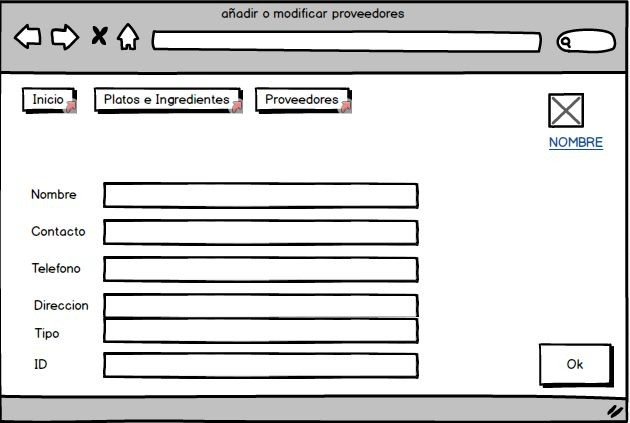 añadir o modificar proveedores
Inicio Platos e Ingredientes Proveedores
NOMBRE
Nombre
Contacto
Telefono
Direccion
Tipo
ID
Ok